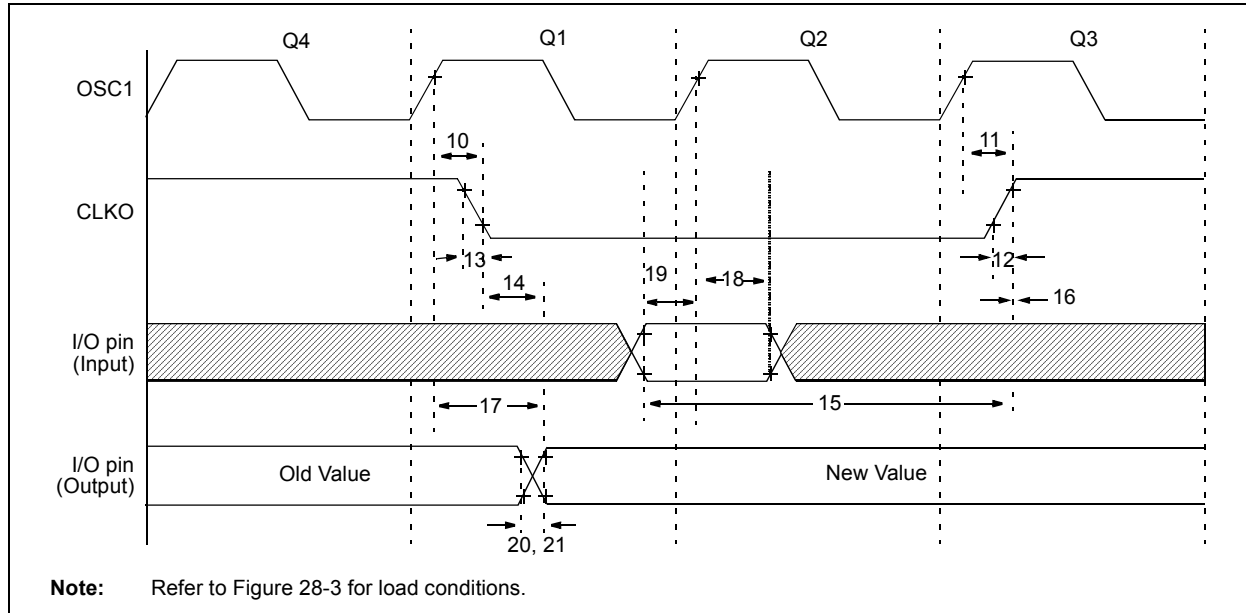 Q4 Q1 Q2 Q3
OSC1
10 11
CLKO
13 12
14 19 18 16
I/O pin
(Input)
17 15
I/O pin
(Output)
Old Value New Value
20, 21
Note: Refer to Figure 28-3 for load conditions.